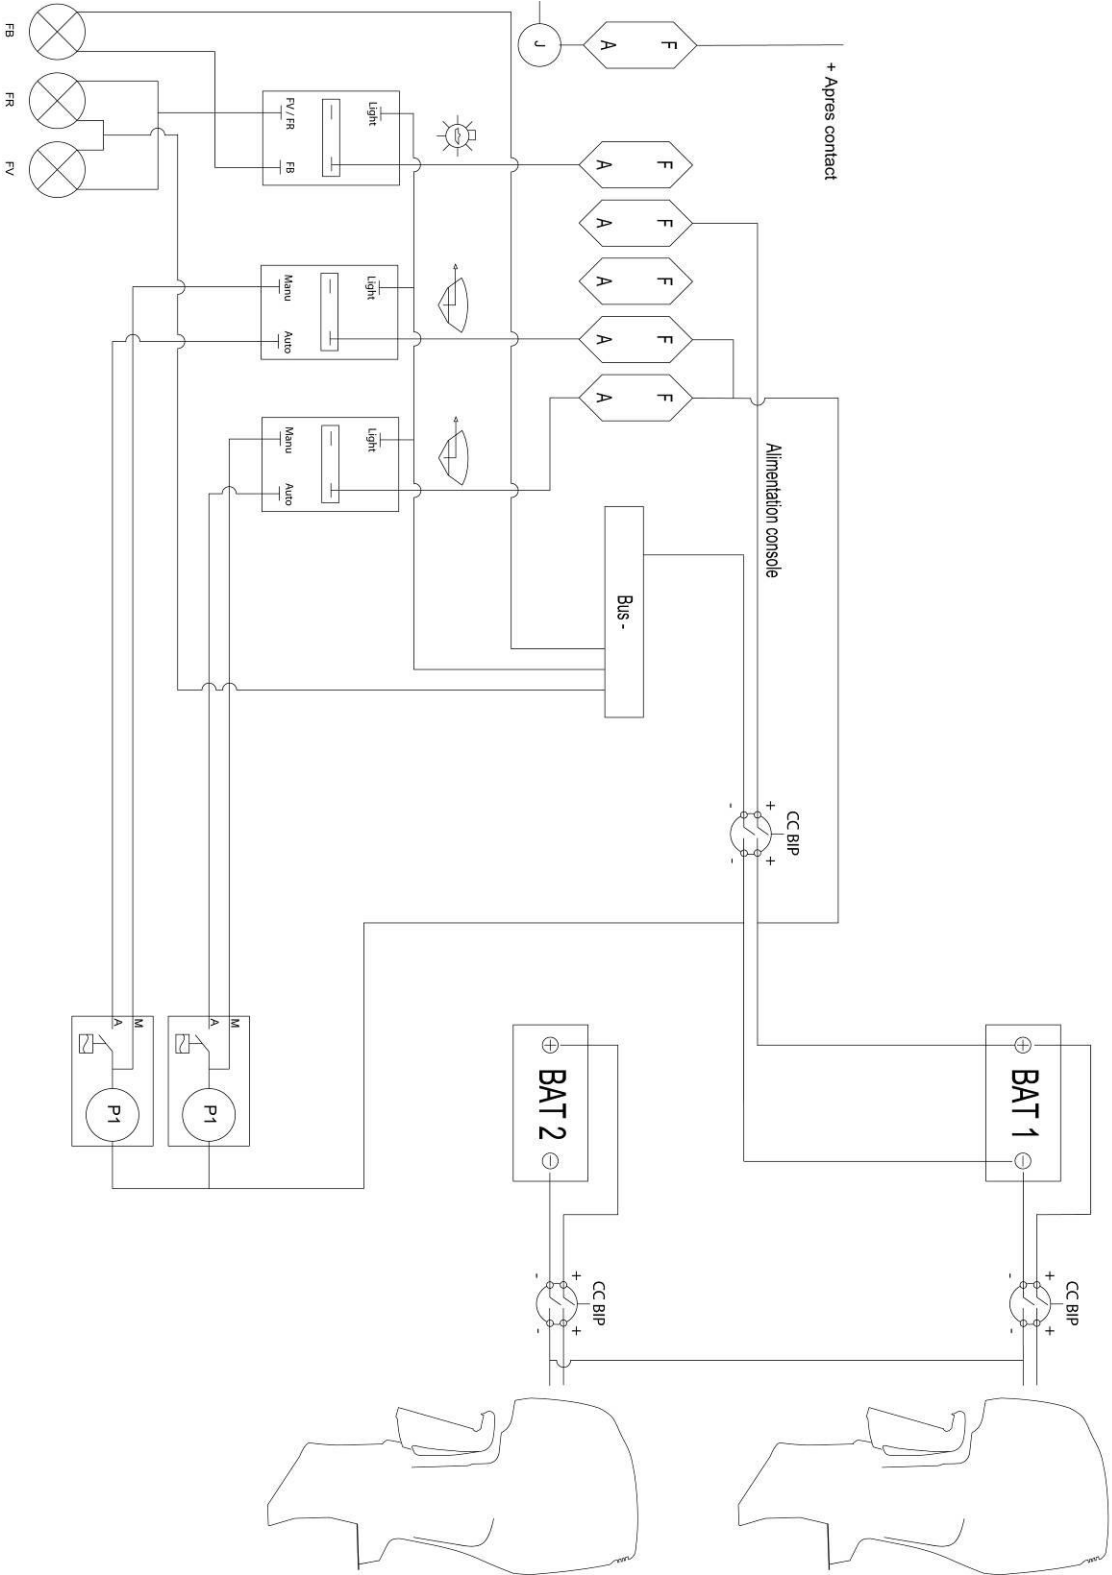 FB
FR
FV
J
A F
+ Apres contact
FV / FR
FB
Light
A F
A F
A F
A F
A F
Manu
Auto
Light
Manu
Auto
Light
Alimentation console
Bus -
CC BIP
+
-
+
-
M
A
P1
M
A
P1
+
BAT 2
-
+
BAT 1
-
CC BIP
+
-
+
-
CC BIP
+
-
+
-